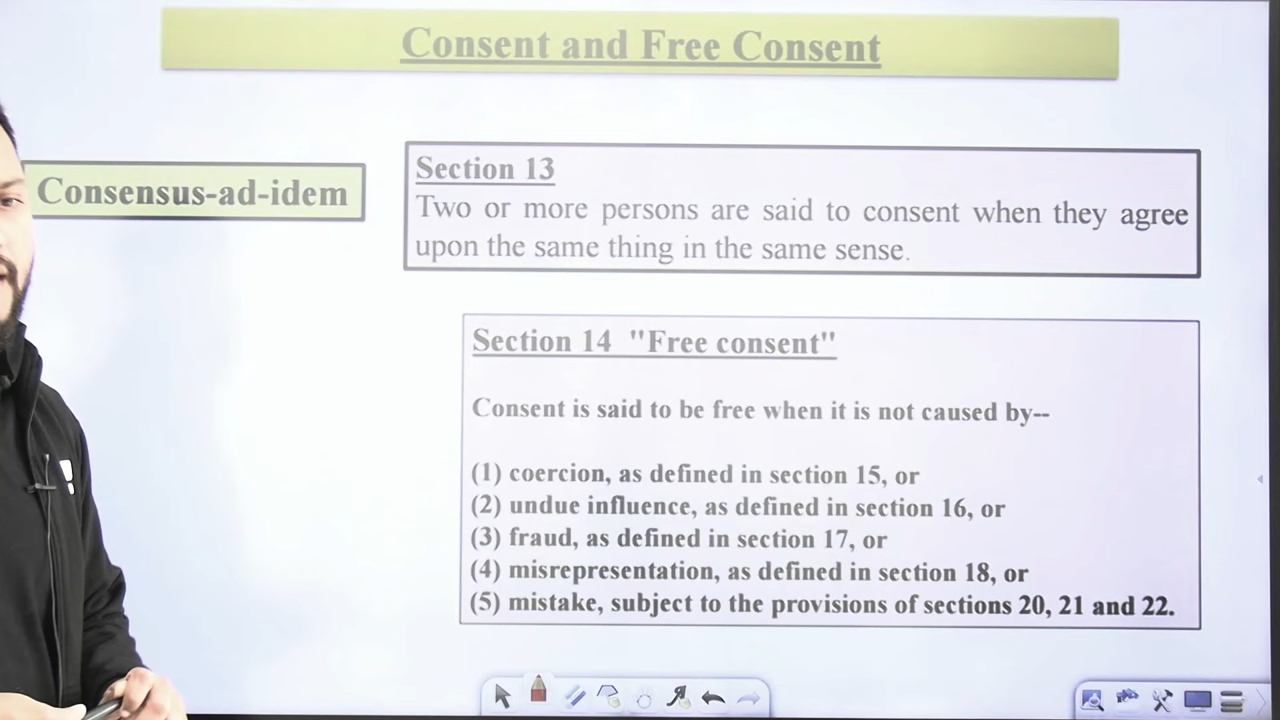 Consent and Free Consent
Consensus-ad-idem
Section 13
Two or more persons are said to consent when they agree
upon the same thing in the same sense.
Section 14 "Free consent"
Consent is said to be free when it is not caused by--
(1) coercion, as defined in section 15, or
(2) undue influence, as defined in section 16, or
(3) fraud, as defined in section 17, or
(4) misrepresentation, as defined in section 18, or
(5) mistake, subject to the provisions of sections 20, 21 and 22.